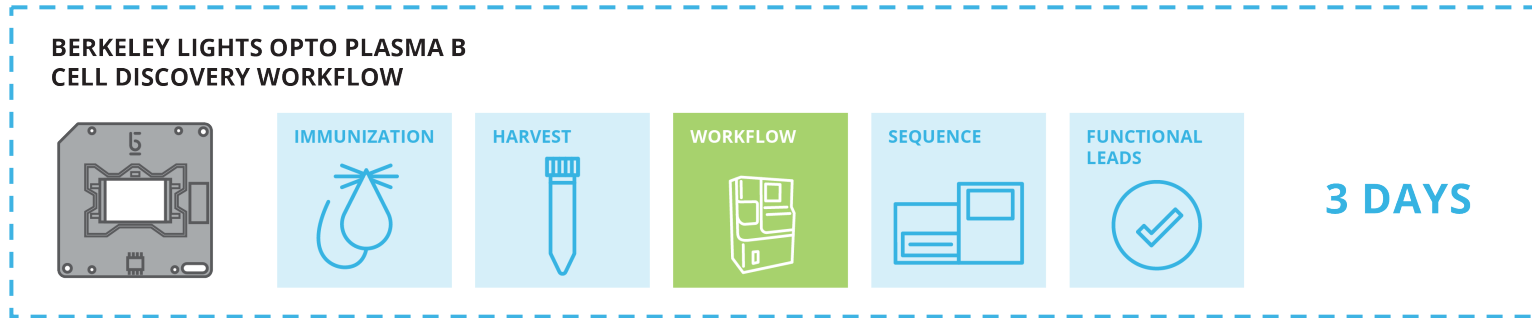 BERKELEY LIGHTS OPTO PLASMA B
CELL DISCOVERY WORKFLOW
IMMUNIZATION
HARVEST
WORKFLOW
SEQUENCE
FUNCTIONAL
LEADS
3 DAYS